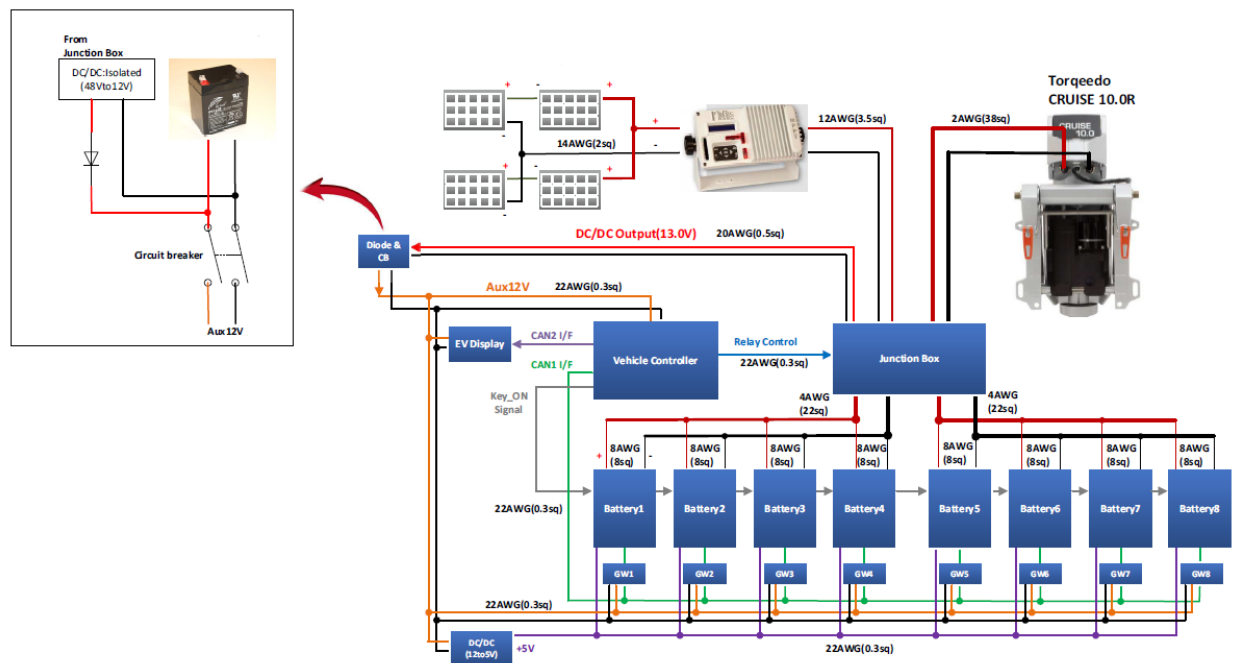 From
Junction Box
DC/DC:Isolated
(48Vto12V)
Circuit breaker
Aux12V
+
-
+
14AWG(2sq)
-
+
-
12AWG(3.5sq)
-
+
+
-
2AWG(38sq)
Torqeedo
CRUISE 10.0R
CRUISE
10.0
DC/DC Output(13.0V)
20AWG(0.5sq)
Diode &
CB
Aux12V
22AWG(0.3sq)
EV Display
CAN2 I/F
CAN1 I/F
Vehicle Controller
Relay Control
22AWG(0.3sq)
Junction Box
Key_ON
Signal
4AWG
(22sq)
4AWG
(22sq)
+
8AWG
(8sq)
-
8AWG
(8sq)
8AWG
(8sq)
8AWG
(8sq)
8AWG
(8sq)
8AWG
(8sq)
8AWG
(8sq)
8AWG
(8sq)
22AWG(0.3sq)
Battery1
Battery2
Battery3
Battery4
Battery5
Battery6
Battery7
Battery8
GW1
GW2
GW3
GW4
GW5
GW6
GW7
GW8
22AWG(0.3sq)
DC/DC
(12to5V)
+5V
22AWG(0.3sq)